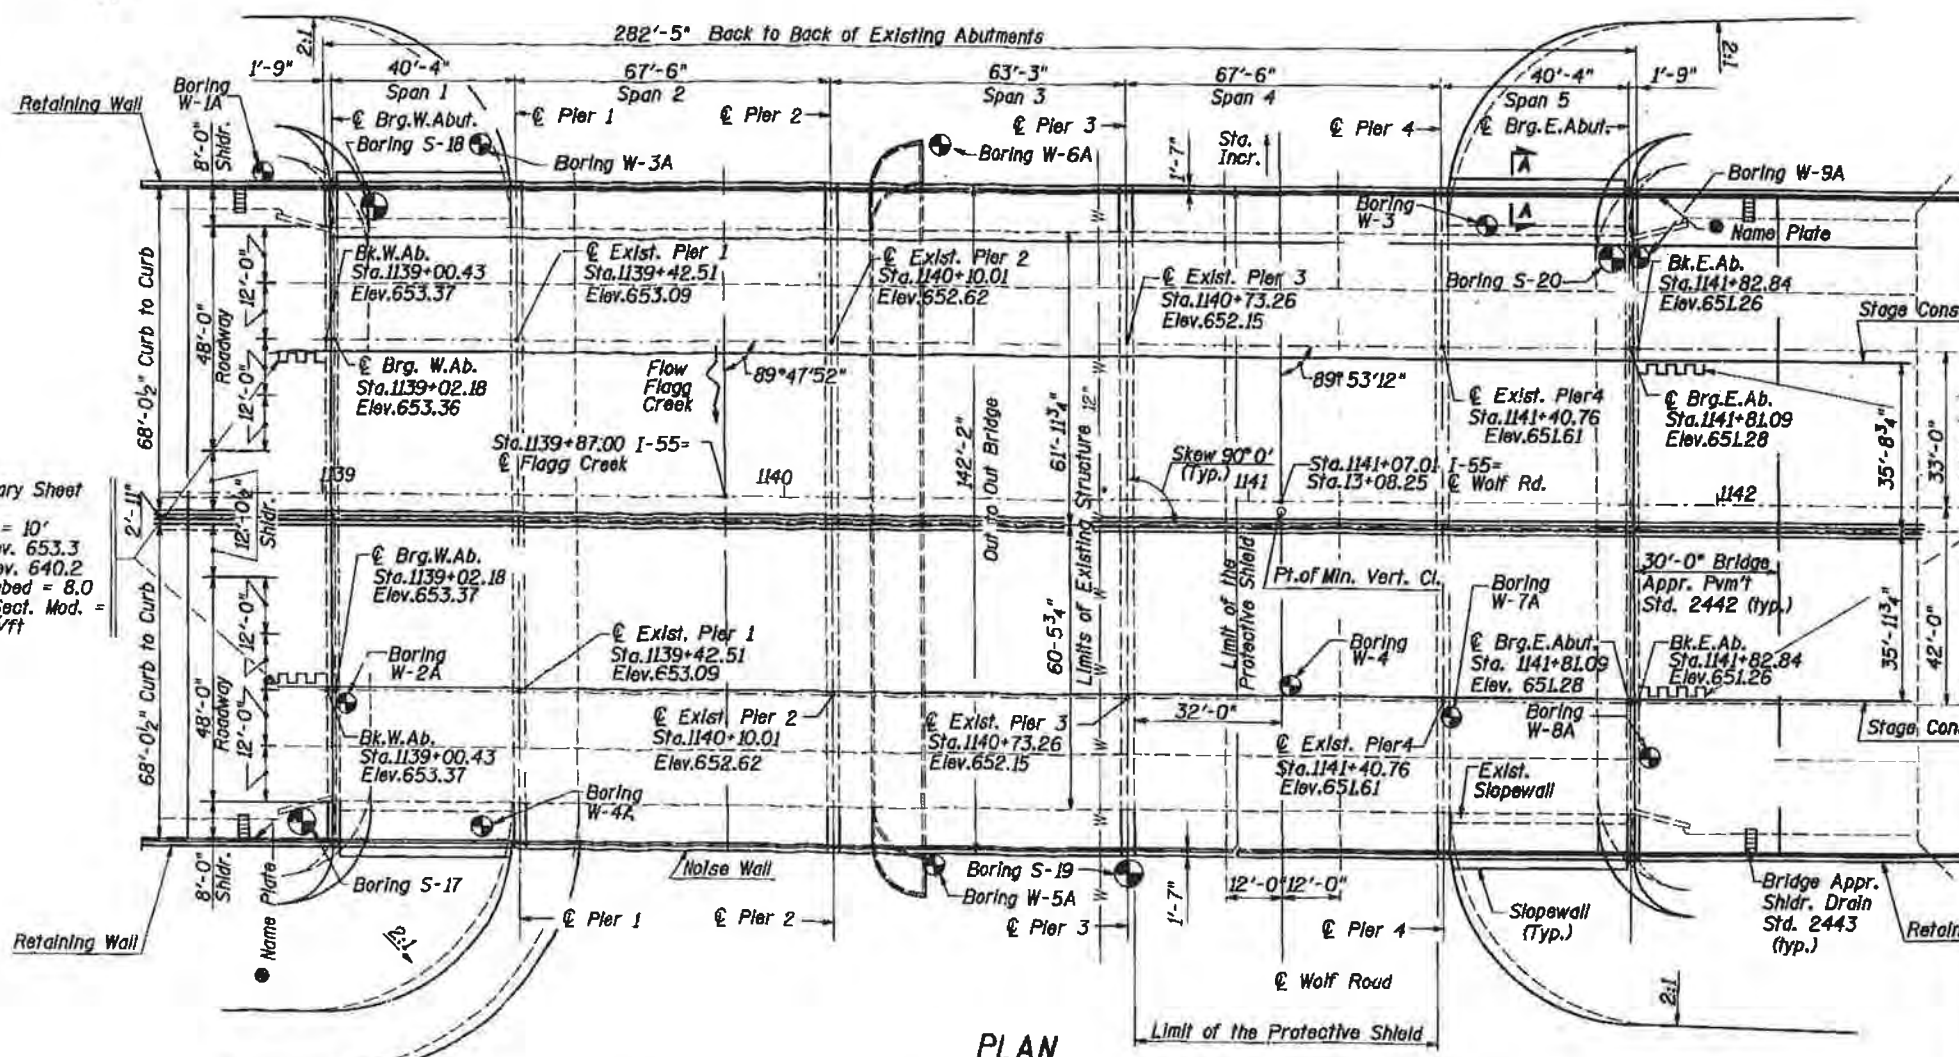 282'-5" Back to Back of Existing Abutments
2:1
2:1
1'-9"
40'-4"
67'-6"
63'-3"
67'-6"
40'-4"
1'-9"
Span 1
Span 2
Span 3
Span 4
Span 5
Retaining Wall
Boring
W-1A
8'-0"
Shldr.
℄ Brg.W.Abut.
Boring S-18
℄ Pier 1
Boring W-3A
℄ Pier 2
℄ Pier 3
Boring W-6A
1'-7"
Sta.
Incr.
℄ Pier 4
℄ Brg.E.Abut.
A
A
Boring W-9A
Boring
W-3
Name Plate
Boring S-20
Bk.W.Ab.
Sta.1139+00.43
Elev.653.37
℄ Exist. Pier 1
Sta.1139+42.51
Elev.653.09
℄ Exist. Pier 2
Sta.1140+10.01
Elev.652.62
℄ Exist. Pier 3
Sta.1140+73.26
Elev.652.15
Bk.E.Ab.
Sta.1141+82.84
Elev.651.26
Stage Cons
68'-0½" Curb to Curb
48'-0"
Roadway
12'-0"
12'-0"
℄ Brg. W.Ab.
Sta.1139+02.18
Elev.653.36
Flow
Flagg
Creek
89°47'52"
89°53'12"
℄ Exist. Pier4
Sta.1141+40.76
Elev.651.61
℄ Brg.E.Ab.
Sta.1141+81.09
Elev.651.28
35'-8¾"
33'-0"
Sta.1139+87.00 I-55=
℄ Flagg Creek
142'-2"
Out to Out Bridge
61'-11¾"
Limits of Existing Structure 12"
W
W
W
W
W
W
W
W
Skew 90°0'
(Typ.)
Sta.1141+07.01 I-55=
Sta.13+08.25 ℄ Wolf Rd.
1139
1140
1141
1142
ary Sheet
= 10'
ev. 653.3
ev. 640.2
bed = 8.0
Sect. Mod. =
/ft
2'-11"
12'-0½"
Shldr.
℄ Brg.W.Ab.
Sta.1139+02.18
Elev.653.37
Limit of the
Protective Shield
Pt.of Min. Vert. Cl.
30'-0" Bridge
Appr. Pvm't
Std. 2442 (typ.)
Boring
W-7A
68'-0½" Curb to Curb
48'-0"
Roadway
12'-0"
12'-0"
Boring
W-2A
℄ Exist. Pier 1
Sta.1139+42.51
Elev.653.09
60-5¾"
Boring
W-4
℄ Brg.E.Abut.
Sta. 1141+81.09
Elev. 651.28
Bk.E.Ab.
Sta.1141+82.84
Elev.651.26
35'-11¾"
42'-0"
32'-0"
Bk.W.Ab.
Sta.1139+00.43
Elev.653.37
℄ Exist. Pier 2
Sta.1140+10.01
Elev.652.62
℄ Exist. Pier 3
Sta.1140+73.26
Elev.652.15
℄ Exist. Pier4
Sta.1141+40.76
Elev.651.61
Boring
W-8A
Stage Cons
Exist.
Slopewall
Boring
W-4A
8'-0"
Shldr.
Name Plate
Boring S-17
Noise Wall
Boring S-19
Boring W-5A
1'-7"
12'-0"
12'-0"
Slopewall
(Typ.)
Bridge Appr.
Shldr. Drain
Std. 2443
(typ.)
Retaining Wall
Retain
℄ Pier 1
℄ Pier 2
℄ Pier 3
℄ Pier 4
℄ Wolf Road
2:1
2:1
Limit of the Protective Shield
PLAN